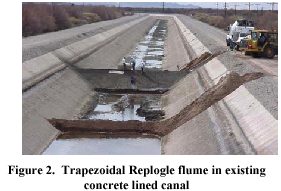 Figure 2.  Trapezoidal Replogle flume in existing
concrete lined canal